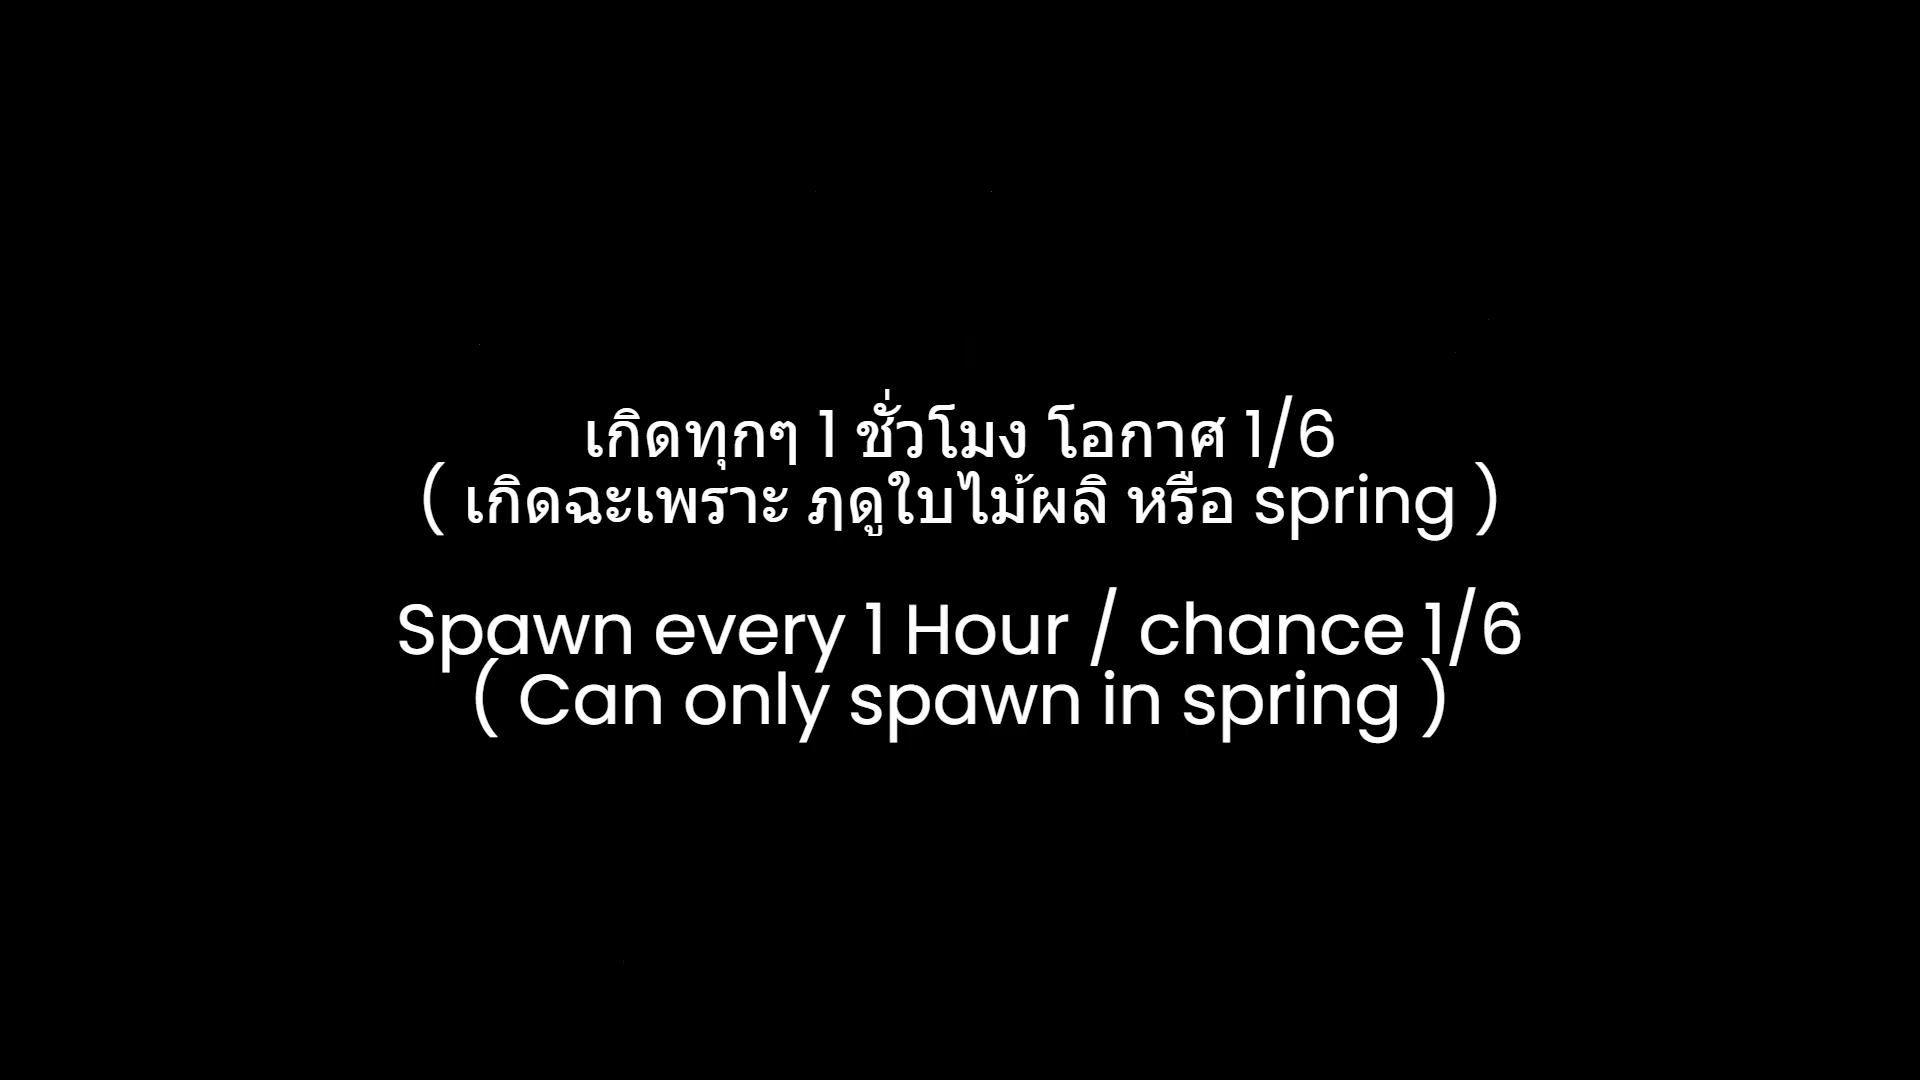 เกิดทุกๆ 1 ชั่วโมง โอกาศ 1/6
( เกิดฉะเพราะ ภดูใบไม้ผลิ หรือ spring )
Spawn every 1 Hour / chance 1/6
( Can only spawn in spring )